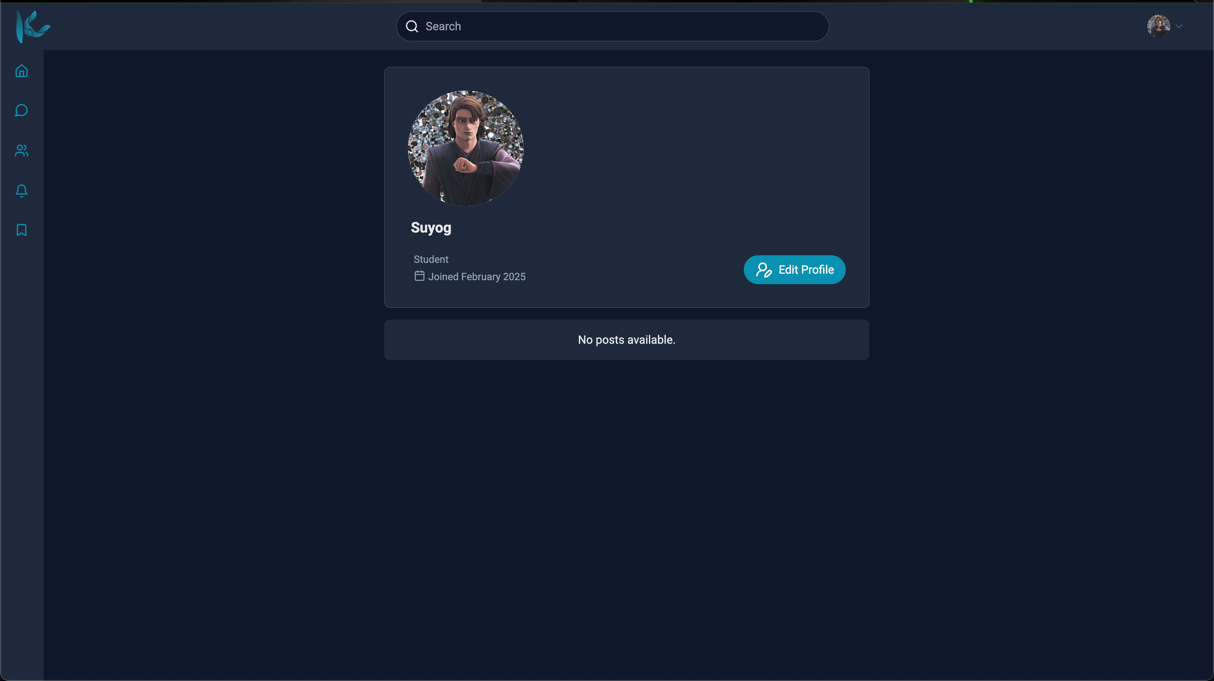 Search
Suyog
Student
Joined February 2025
Edit Profile
No posts available.